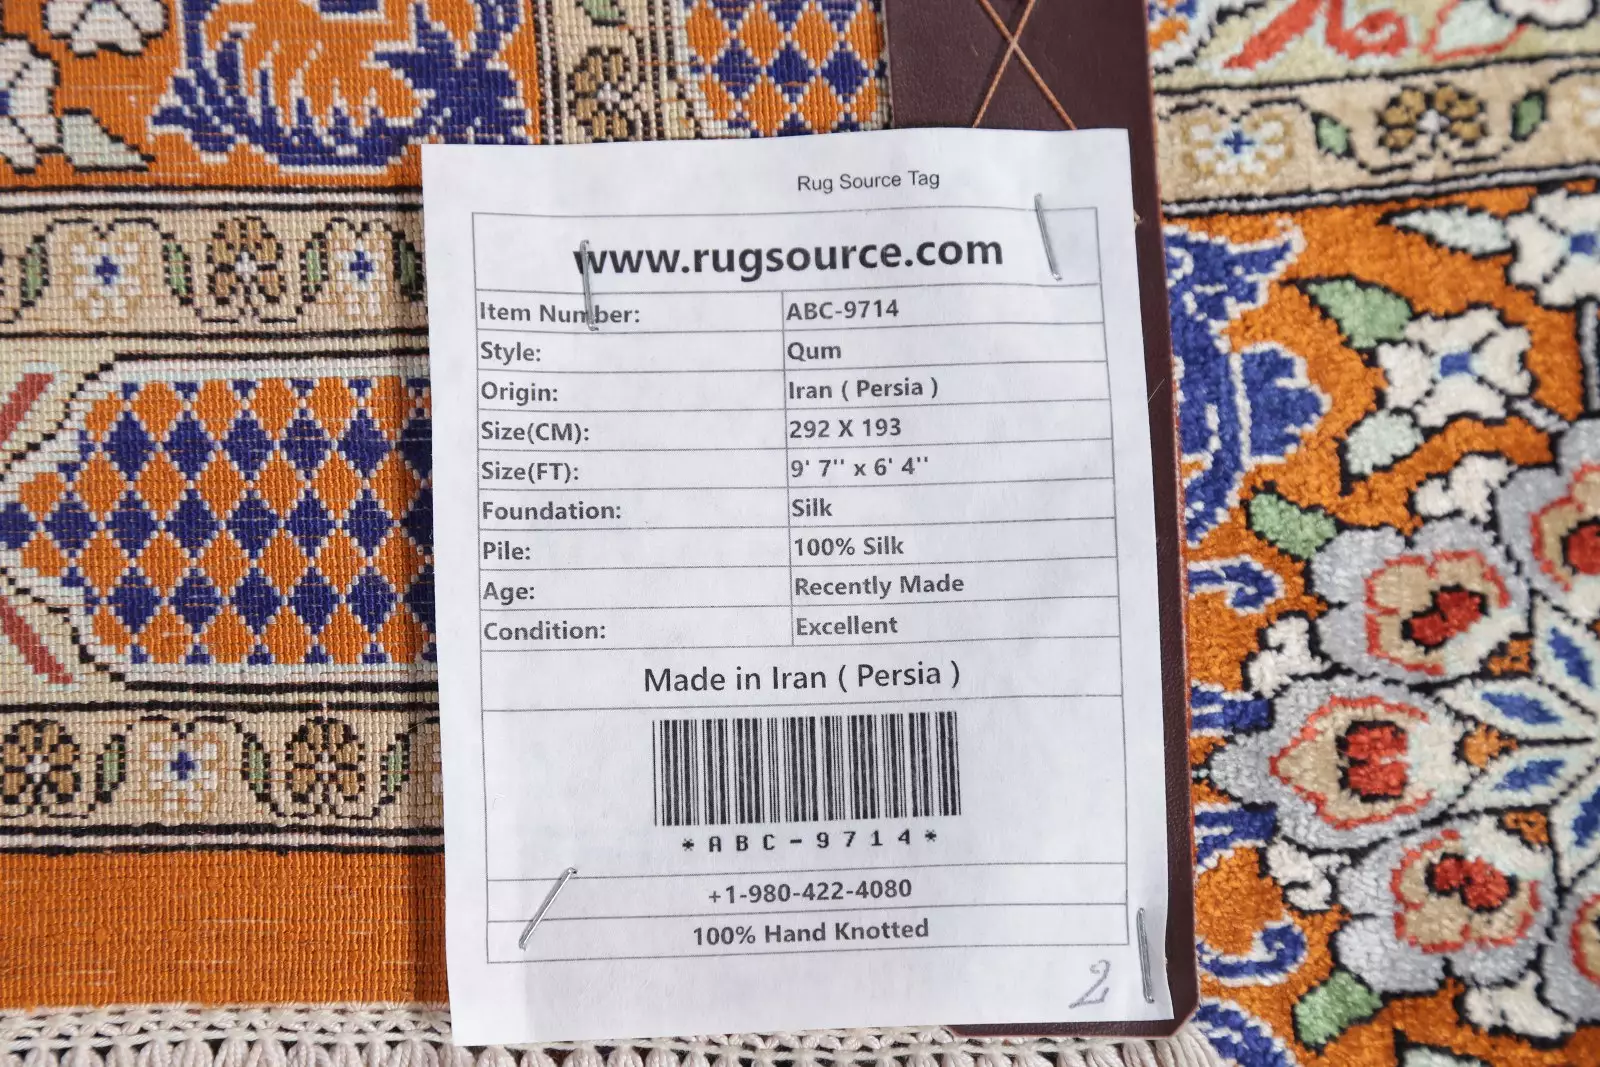 Rug Source Tag
www.rugsource.com
Item Number: ABC-9714
Style: Qum
Origin: Iran ( Persia )
Size(CM): 292 X 193
Size(FT): 9' 7'' x 6' 4''
Foundation: Silk
Pile: 100% Silk
Age: Recently Made
Condition: Excellent
Made in Iran ( Persia )
*ABC-9714*
+1-980-422-4080
100% Hand Knotted
2